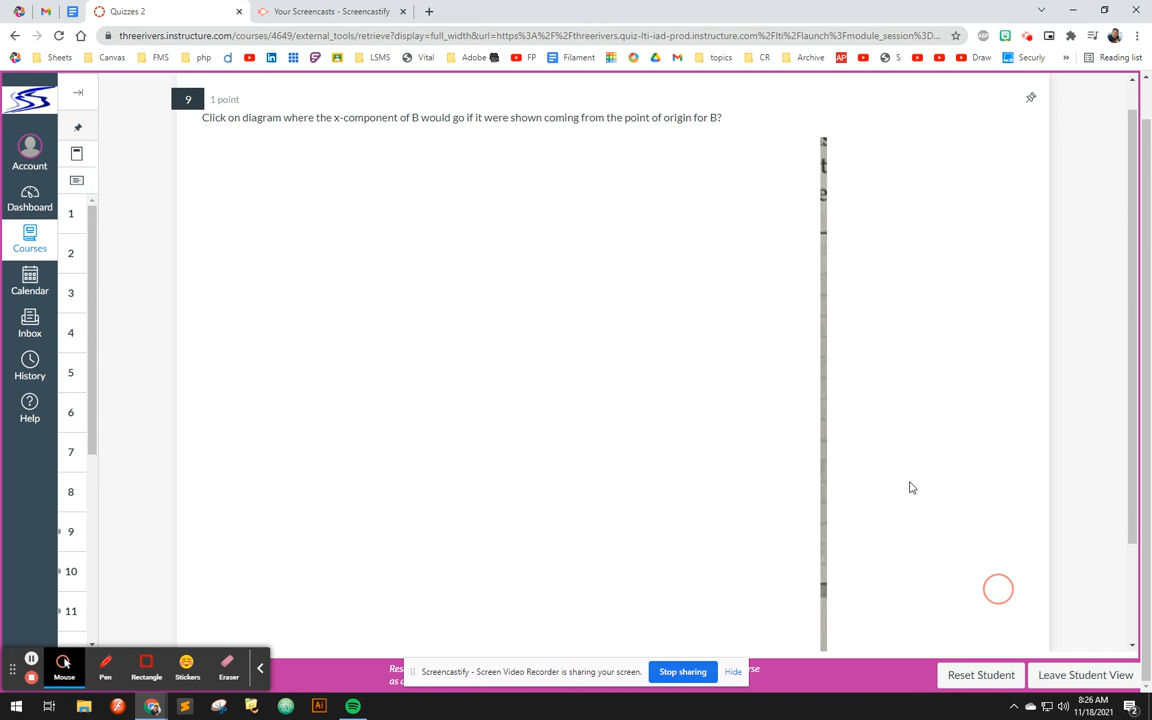 Quizzes 2
Your Screencasts - Screencastify
threerivers.instructure.com/courses/4649/external_tools/retrieve?display=full_width&url=https%3A%2F%2Fthreerivers.quiz-lti-iad-prod.instructure.com%2Flti%2Flaunch%3Fmodule_session%3D...
Sheets Canvas FMS php LSMS Vital Adobe FP Filament topics CR Archive AP S Draw Securly » Reading list
9 1 point
Click on diagram where the x-component of B would go if it were shown coming from the point of origin for B?
s
t
e
Account
Dashboard
Courses
Calendar
Inbox
History
Help
1
2
3
4
5
6
7
8
9
10
11
Mouse Pen Rectangle Stickers Eraser
Screencastify - Screen Video Recorder is sharing your screen. Stop sharing Hide
Reset Student Leave Student View
8:26 AM
11/18/2021
2